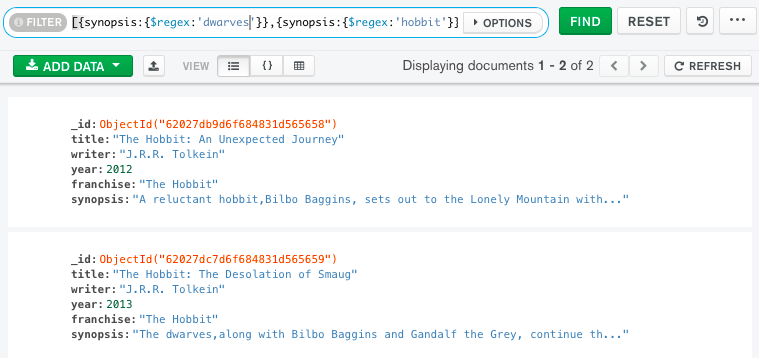 FILTER [{synopsis:{$regex:'dwarves'}},{synopsis:{$regex:'hobbit'}}] OPTIONS FIND RESET
ADD DATA VIEW {} Displaying documents 1 - 2 of 2 REFRESH
_id:ObjectId("62027db9d6f684831d565658")
title:"The Hobbit: An Unexpected Journey"
writer:"J.R.R. Tolkein"
year:2012
franchise:"The Hobbit"
synopsis:"A reluctant hobbit,Bilbo Baggins, sets out to the Lonely Mountain with..."
_id:ObjectId("62027dc7d6f684831d565659")
title:"The Hobbit: The Desolation of Smaug"
writer:"J.R.R. Tolkein"
year:2013
franchise:"The Hobbit"
synopsis:"The dwarves,along with Bilbo Baggins and Gandalf the Grey, continue th..."